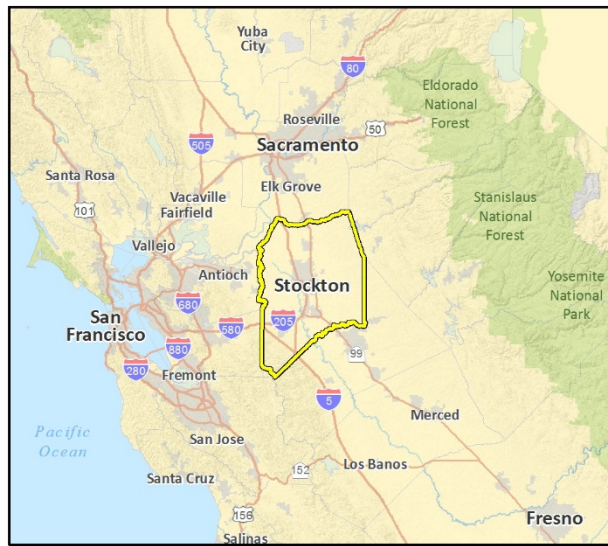 Yuba
City
80
Eldorado
National
Forest
Roseville
50
505
Sacramento
Santa Rosa
Elk Grove
101
Vacaville
Fairfield
Stanislaus
National
Forest
Vallejo
Antioch
Stockton
Yosemite
National
Park
680
San
Francisco
580
205
880
99
280
Fremont
5
Merced
Pacific
Ocean
San Jose
152
Los Banos
Santa Cruz
156
Fresno
Salinas